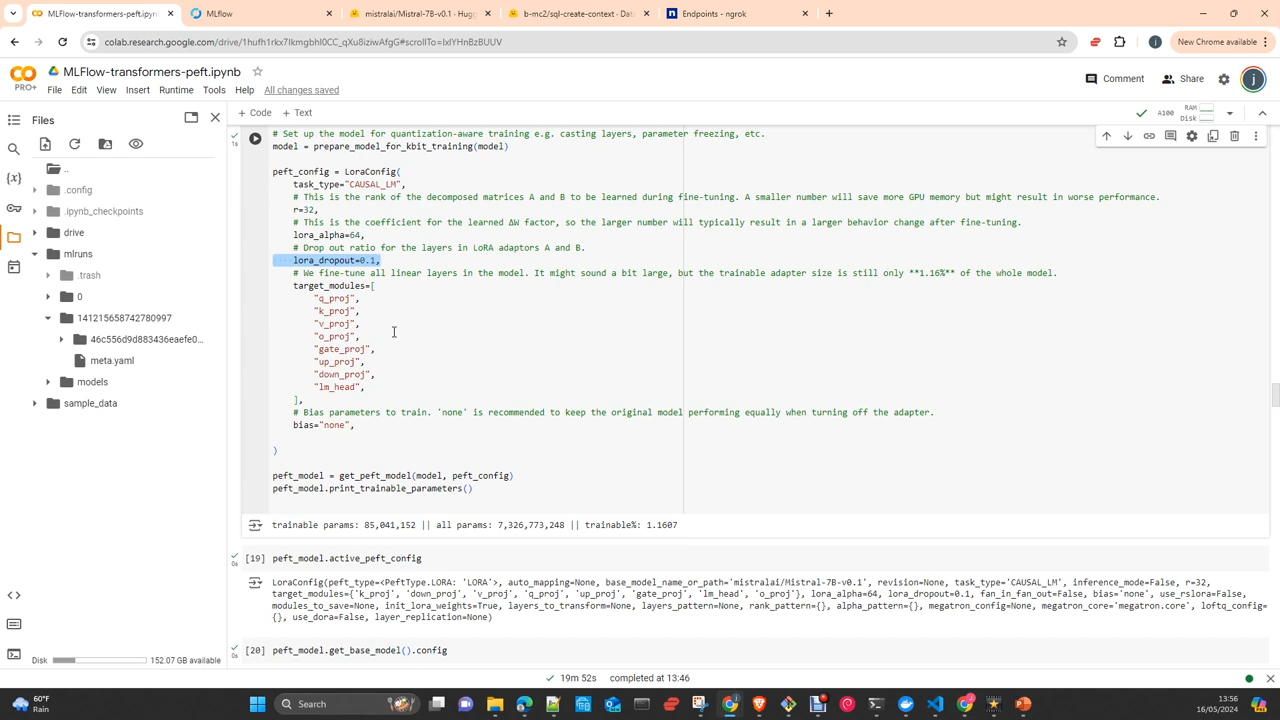 MLFlow-transformers-peft.ipynb
MLflow
mistralai/Mistral-7B-v0.1 · Hugg
b-mc2/sql-create-context · Data
Endpoints - ngrok
colab.research.google.com/drive/1hufh1rkx7Ikmgbhl0CC_qXu8iziwAfgG#scrollTo=IxlYHnBzBUUV
New Chrome available
PRO+
MLFlow-transformers-peft.ipynb
File Edit View Insert Runtime Tools Help All changes saved
Comment Share
Files
+ Code + Text
A100 RAM Disk
..
.config
.ipynb_checkpoints
drive
mlruns
.trash
0
141215658742780997
46c556d9d883436eaefe0...
meta.yaml
models
sample_data
Disk 152.07 GB available
1s
# Set up the model for quantization-aware training e.g. casting layers, parameter freezing, etc.
model = prepare_model_for_kbit_training(model)
peft_config = LoraConfig(
task_type="CAUSAL_LM",
# This is the rank of the decomposed matrices A and B to be learned during fine-tuning. A smaller number will save more GPU memory but might result in worse performance.
r=32,
# This is the coefficient for the learned ΔW factor, so the larger number will typically result in a larger behavior change after fine-tuning.
lora_alpha=64,
# Drop out ratio for the layers in LoRA adaptors A and B.
lora_dropout=0.1,
# We fine-tune all linear layers in the model. It might sound a bit large, but the trainable adapter size is still only **1.16%** of the whole model.
target_modules=[
"q_proj",
"k_proj",
"v_proj",
"o_proj",
"gate_proj",
"up_proj",
"down_proj",
"lm_head",
],
# Bias parameters to train. 'none' is recommended to keep the original model performing equally when turning off the adapter.
bias="none",
)
peft_model = get_peft_model(model, peft_config)
peft_model.print_trainable_parameters()
trainable params: 85,041,152 || all params: 7,326,773,248 || trainable%: 1.1607
0s
[19] peft_model.active_peft_config
LoraConfig(peft_type=<PeftType.LORA: 'LORA'>, auto_mapping=None, base_model_name_or_path='mistralai/Mistral-7B-v0.1', revision=None, task_type='CAUSAL_LM', inference_mode=False, r=32,
target_modules={'k_proj', 'down_proj', 'v_proj', 'q_proj', 'up_proj', 'gate_proj', 'lm_head', 'o_proj'}, lora_alpha=64, lora_dropout=0.1, fan_in_fan_out=False, bias='none', use_rslora=False,
modules_to_save=None, init_lora_weights=True, layers_to_transform=None, layers_pattern=None, rank_pattern={}, alpha_pattern={}, megatron_config=None, megatron_core='megatron.core', loftq_config=
{}, use_dora=False, layer_replication=None)
0s
[20] peft_model.get_base_model().config
19m 52s completed at 13:46
60°F
Rain
Search
13:56
16/05/2024